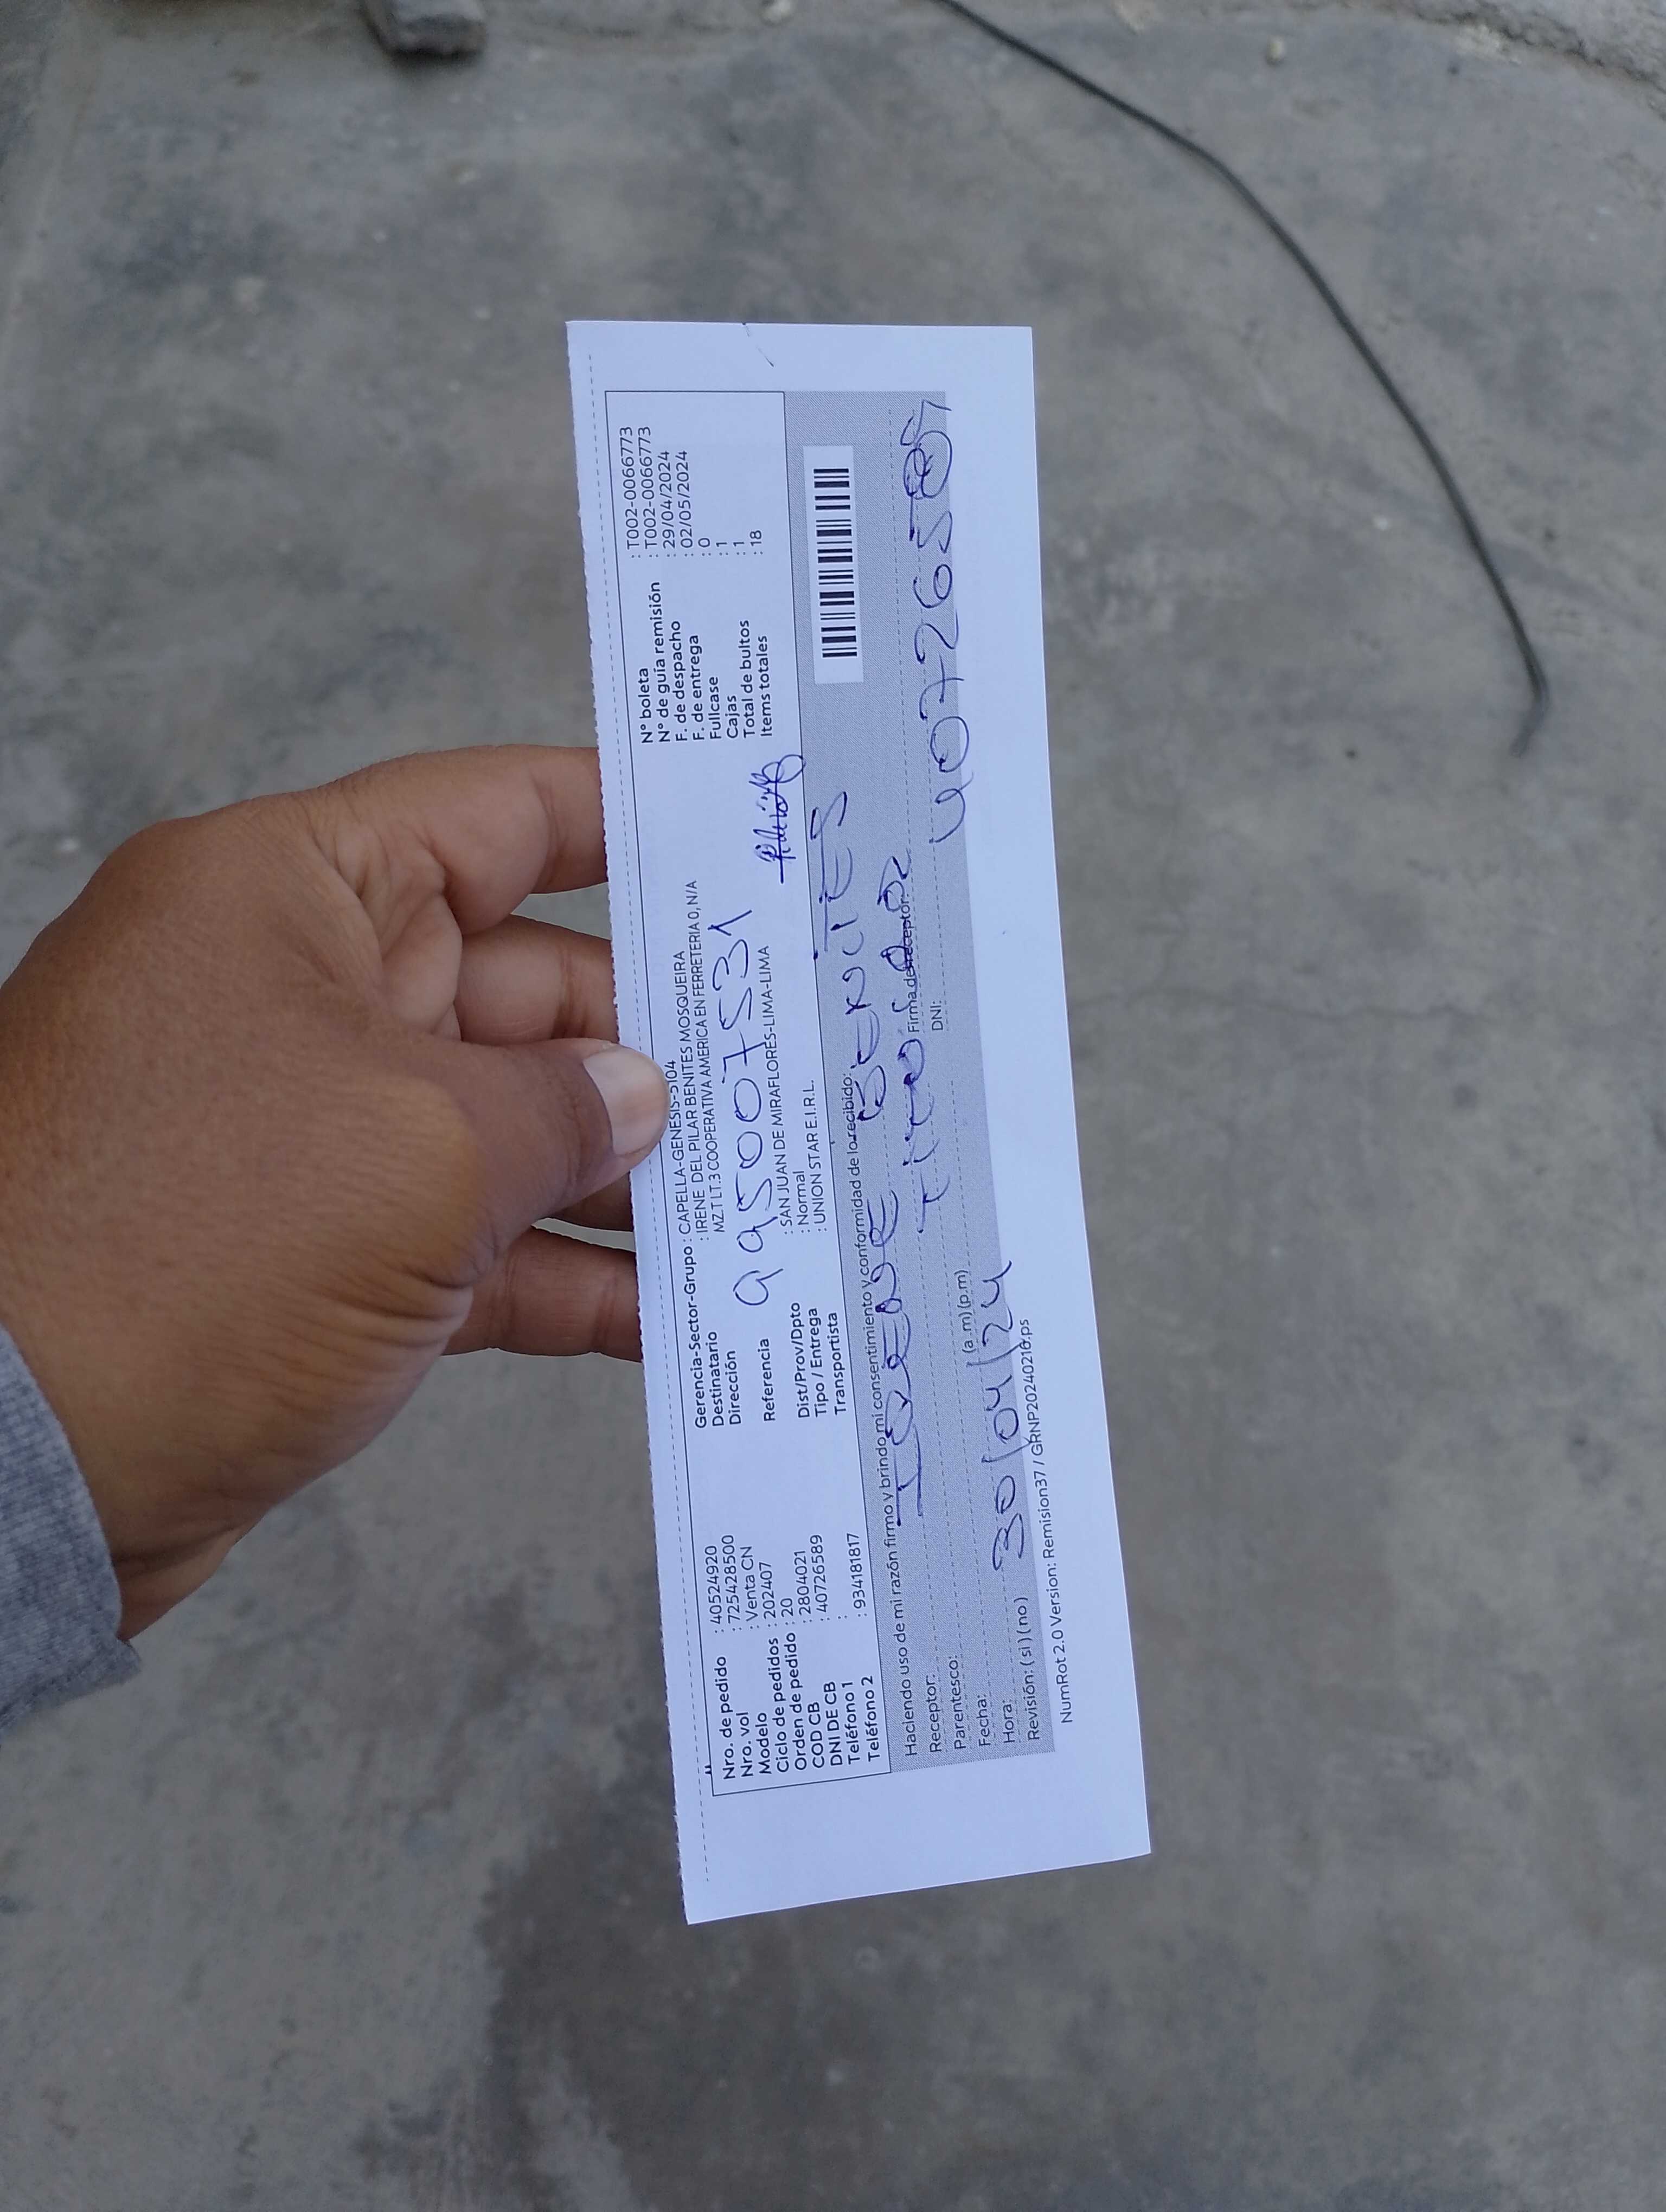 Nro. de pedido : 40524920
Nro. vol : 725428500
Modelo : Venta CN
Ciclo de pedidos : 202407
Orden de pedido : 20
COD CB : 2804021
DNI DE CB : 40726589
Teléfono 1 :
Teléfono 2 : 934181817
Gerencia-Sector-Grupo : CAPELLA-GENESIS-5104
Destinatario : IRENE DEL PILAR BENITES MOSQUEIRA
Dirección MZ.T LT.3 COOPERATIVA AMERICA EN FERRETERIA 0, N/A
Referencia 995007531
Dist/Prov/Dpto : SAN JUAN DE MIRAFLORES-LIMA-LIMA
Tipo / Entrega : Normal
Transportista : UNION STAR E.I.R.L.
N° boleta : T002-0066773
N° de guía remisión : T002-0066773
F. de despacho : 29/04/2024
F. de entrega : 02/05/2024
Fullcase : 0
Cajas : 1
Total de bultos : 1
Items totales : 18
Haciendo uso de mi razón firmo y brindo mi consentimiento y conformidad de lo recibido:
Receptor: IRENE BENITES
Parentesco: Titular
Firma de receptor:
Fecha: 30/04/24
DNI: 40726589
Hora: (a.m) (p.m)
Revisión: ( si ) ( no )
NumRot 2.0 Version: Remision37 / GRNP20240216.ps